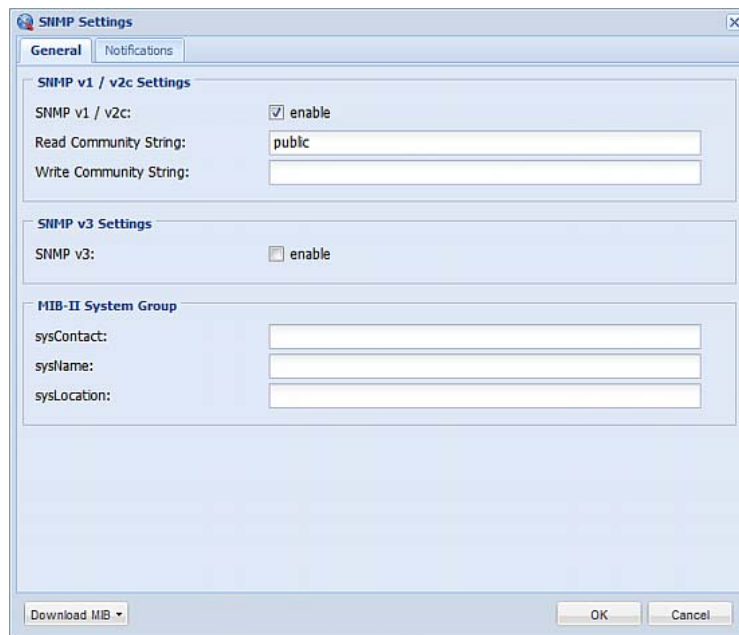 SNMP Settings
General Notifications
SNMP v1 / v2c Settings
SNMP v1 / v2c: enable
Read Community String: public
Write Community String:
SNMP v3 Settings
SNMP v3: enable
MIB-II System Group
sysContact:
sysName:
sysLocation:
Download MIB OK Cancel